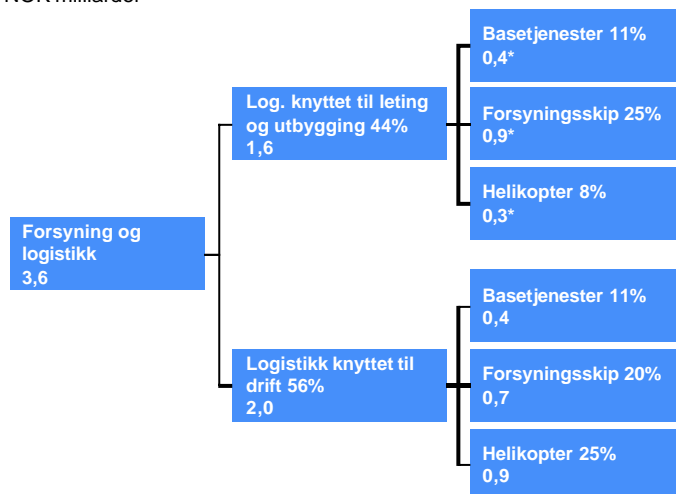 NOK milliarder
Basetjenester 11%
0,4*
Log. knyttet til leting
og utbygging 44%
1,6
Forsyningsskip 25%
0,9*
Helikopter 8%
0,3*
Forsyning og
logistikk
3,6
Basetjenester 11%
0,4
Logistikk knyttet til
drift 56%
2,0
Forsyningsskip 20%
0,7
Helikopter 25%
0,9